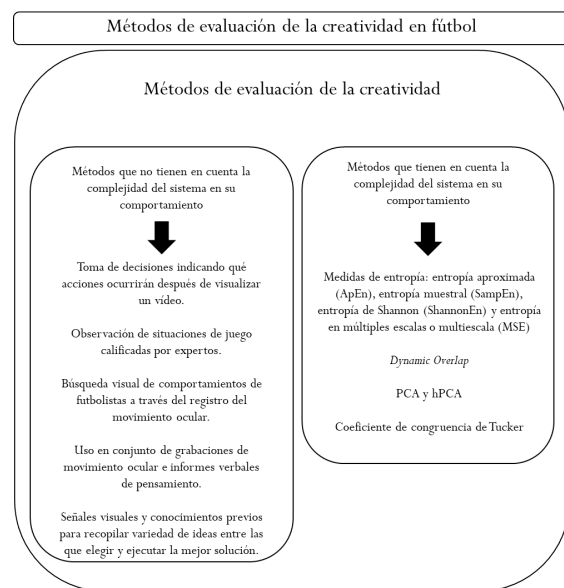 Métodos de evaluación de la creatividad en fútbol
Métodos de evaluación de la creatividad
Métodos que no tienen en cuenta la
complejidad del sistema en su
comportamiento
Toma de decisiones indicando qué
acciones ocurrirán después de visualizar
un vídeo.
Observación de situaciones de juego
calificadas por expertos.
Búsqueda visual de comportamientos de
futbolistas a través del registro del
movimiento ocular.
Uso en conjunto de grabaciones de
movimiento ocular e informes verbales
de pensamiento.
Señales visuales y conocimientos previos
para recopilar variedad de ideas entre las
que elegir y ejecutar la mejor solución.
Métodos que tienen en cuenta la
complejidad del sistema en su
comportamiento
Medidas de entropía: entropía aproximada
(ApEn), entropía muestral (SampEn),
entropía de Shannon (ShannonEn) y entropía
en múltiples escalas o multiescala (MSE)
Dynamic Overlap
PCA y hPCA
Coeficiente de congruencia de Tucker